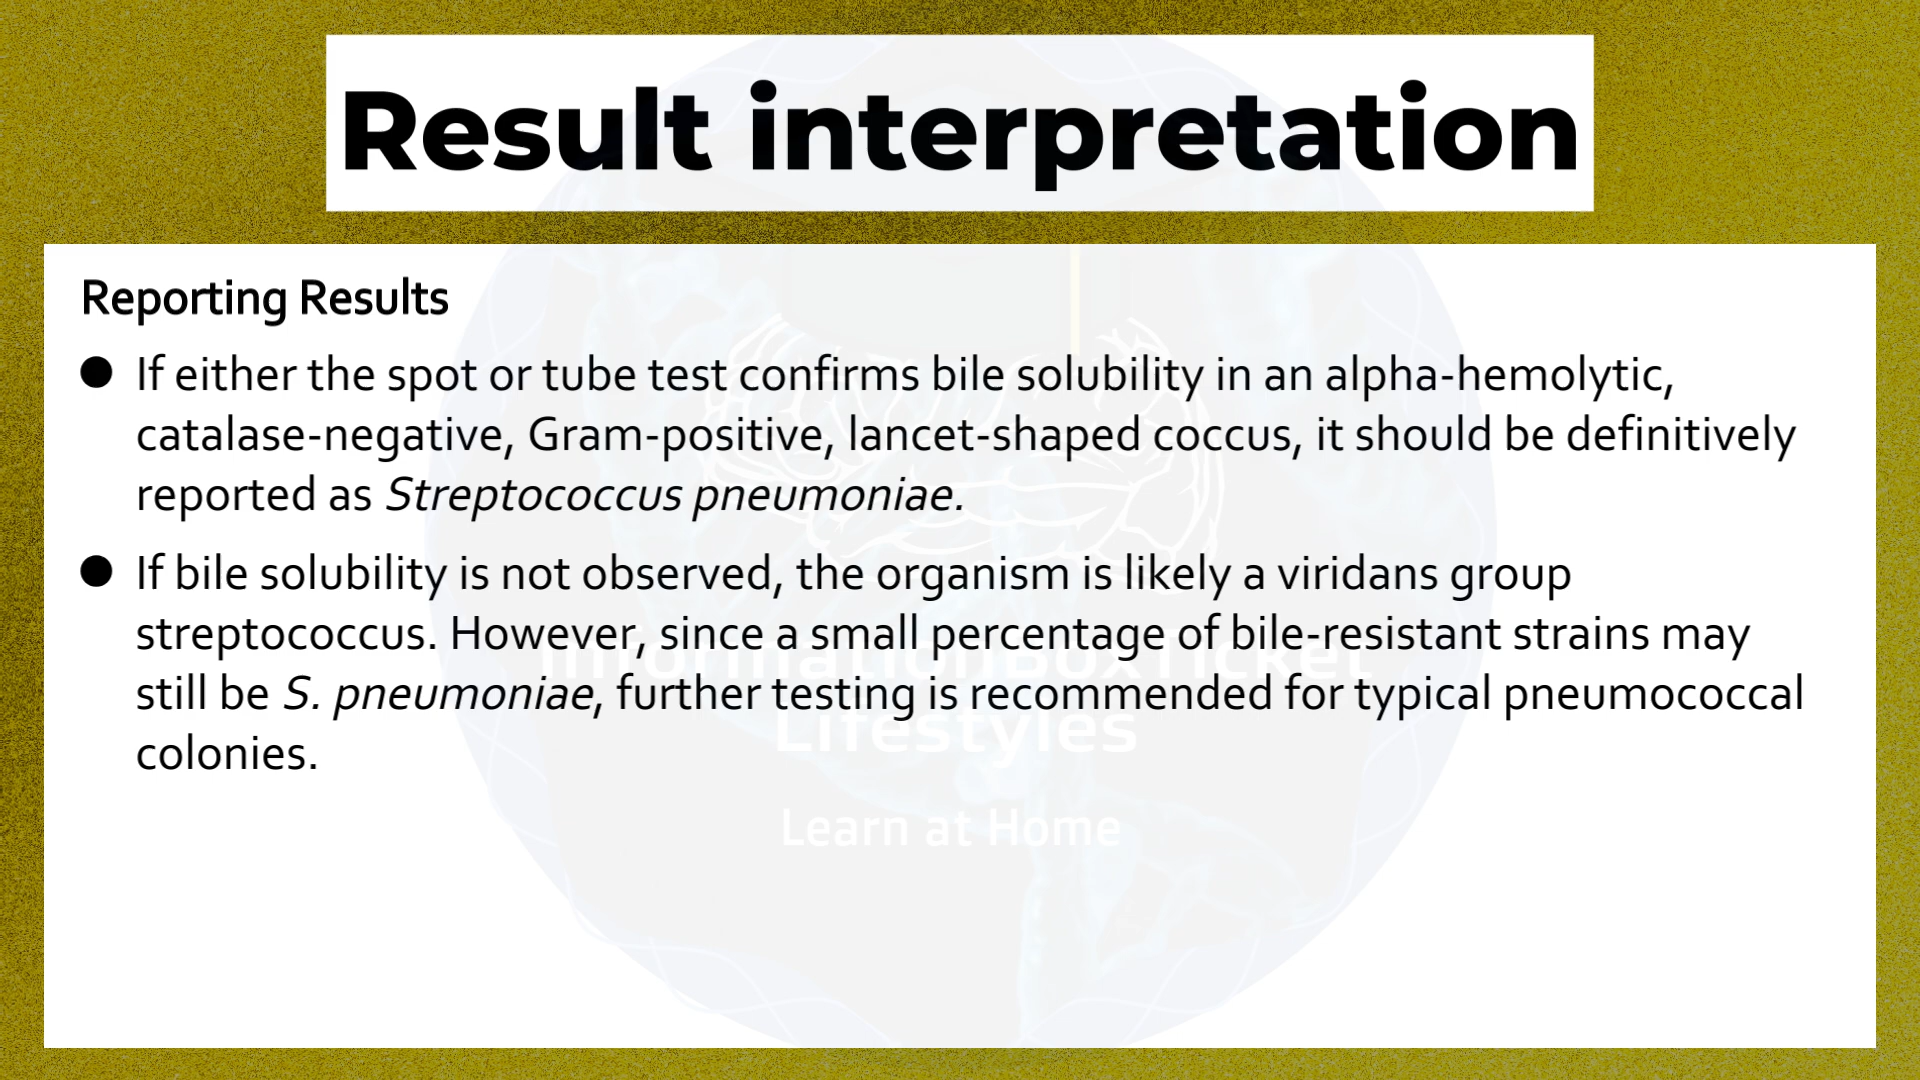 Result interpretation
Reporting Results
● If either the spot or tube test confirms bile solubility in an alpha-hemolytic,
catalase-negative, Gram-positive, lancet-shaped coccus, it should be definitively
reported as Streptococcus pneumoniae.
● If bile solubility is not observed, the organism is likely a viridans group
streptococcus. However, since a small percentage of bile-resistant strains may
InformationBoxTicket
still be S. pneumoniae, further testing is recommended for typical pneumococcal
Lifestyles
colonies.
Learn at Home